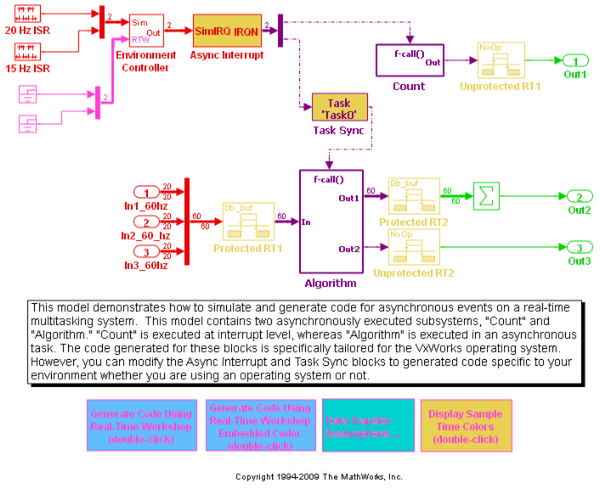 20 Hz ISR
15 Hz ISR
2
2
Sim
RTW
Out
Environment
Controller
2
SimIRQ IRQN
Async Interrupt
2
f-call()
Out
Count
NoOp
Unprotected RT1
1
Out1
Task
'Task0'
Task Sync
1
In1_60hz
2
In2_60_hz
3
In3_60hz
20
20
20
60
60
Db_buf
Protected RT1
60
f-call()
In
Out1
Out2
Algorithm
60
Db_buf
Protected RT2
60
60
Σ
2
Out2
NoOp
Unprotected RT2
3
Out3
This model demonstrates how to simulate and generate code for asynchronous events on a real-time
multitasking system. This model contains two asynchronously executed subsystems, "Count" and
"Algorithm." "Count" is executed at interrupt level, whereas "Algorithm" is executed in an asynchronous
task. The code generated for these blocks is specifically tailored for the VxWorks operating system.
However, you can modify the Async Interrupt and Task Sync blocks to generated code specific to your
environment whether you are using an operating system or not.
Generate Code Using
Real-Time Workshop
(double-click)
Generate Code Using
Real-Time Workshop
Embedded Coder
(double-click)
Display Sample
Time Colors
(double-click)
Copyright 1994-2009 The MathWorks, Inc.